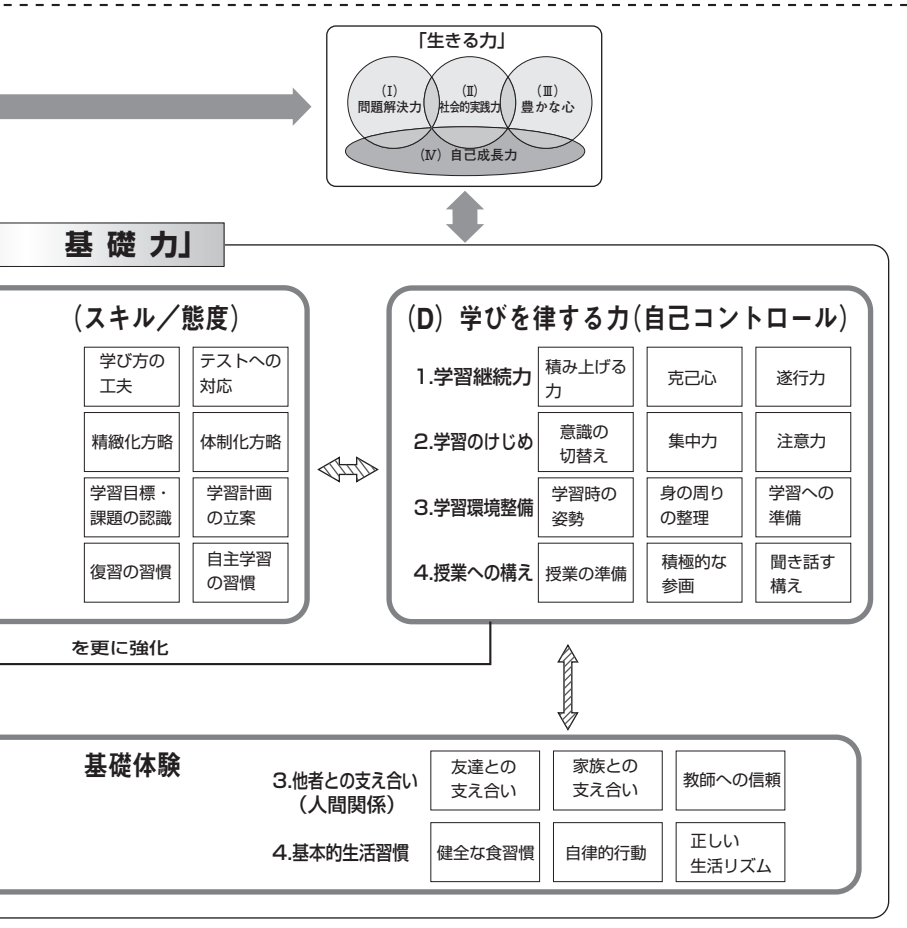 「生きる力」
(Ⅰ)
問題解決力
(Ⅱ)
社会的実践力
(Ⅲ)
豊かな心
(Ⅳ) 自己成長力
基礎力」
(スキル／態度)
学び方の
工夫
テストへの
対応
精緻化方略
体制化方略
学習目標・
課題の認識
学習計画
の立案
復習の習慣
自主学習
の習慣
(D) 学びを律する力(自己コントロール)
1.学習継続力
積み上げる
力
克己心
遂行力
2.学習のけじめ
意識の
切替え
集中力
注意力
3.学習環境整備
学習時の
姿勢
身の周り
の整理
学習への
準備
4.授業への構え
授業の準備
積極的な
参画
聞き話す
構え
を更に強化
基礎体験
3.他者との支え合い
(人間関係)
友達との
支え合い
家族との
支え合い
教師への信頼
4.基本的生活習慣
健全な食習慣
自律的行動
正しい
生活リズム